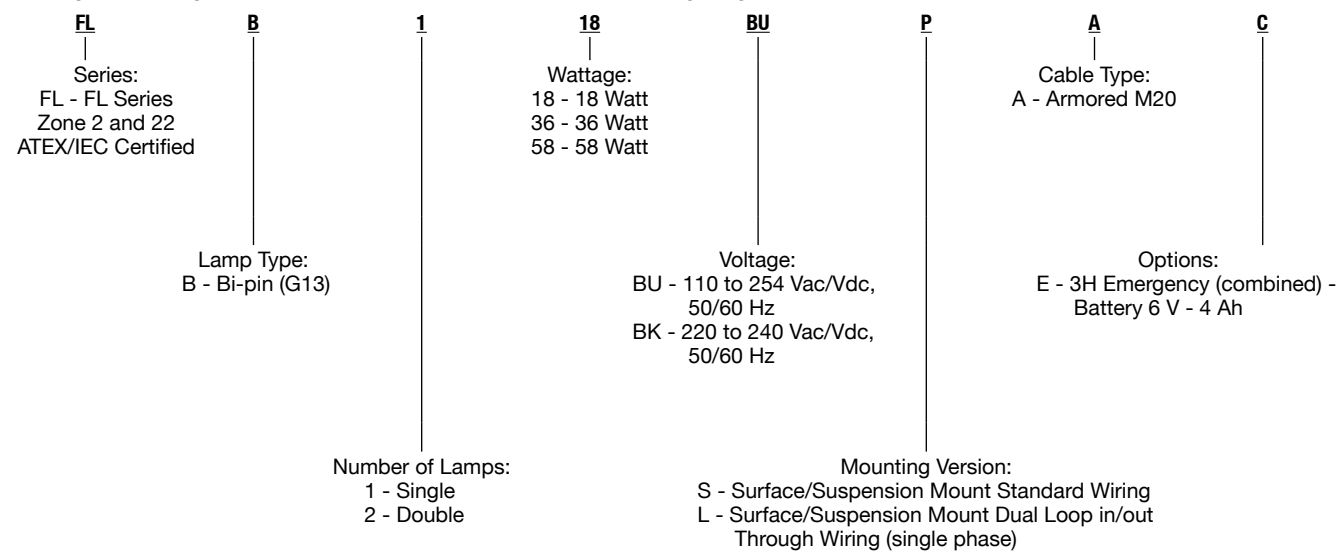 FL B 1 18 BU P A C
Series:
FL - FL Series
Zone 2 and 22
ATEX/IEC Certified
Wattage:
18 - 18 Watt
36 - 36 Watt
58 - 58 Watt
Cable Type:
A - Armored M20
Lamp Type:
B - Bi-pin (G13)
Voltage:
BU - 110 to 254 Vac/Vdc,
50/60 Hz
BK - 220 to 240 Vac/Vdc,
50/60 Hz
Options:
E - 3H Emergency (combined) -
Battery 6 V - 4 Ah
Number of Lamps:
1 - Single
2 - Double
Mounting Version:
S - Surface/Suspension Mount Standard Wiring
L - Surface/Suspension Mount Dual Loop in/out
Through Wiring (single phase)